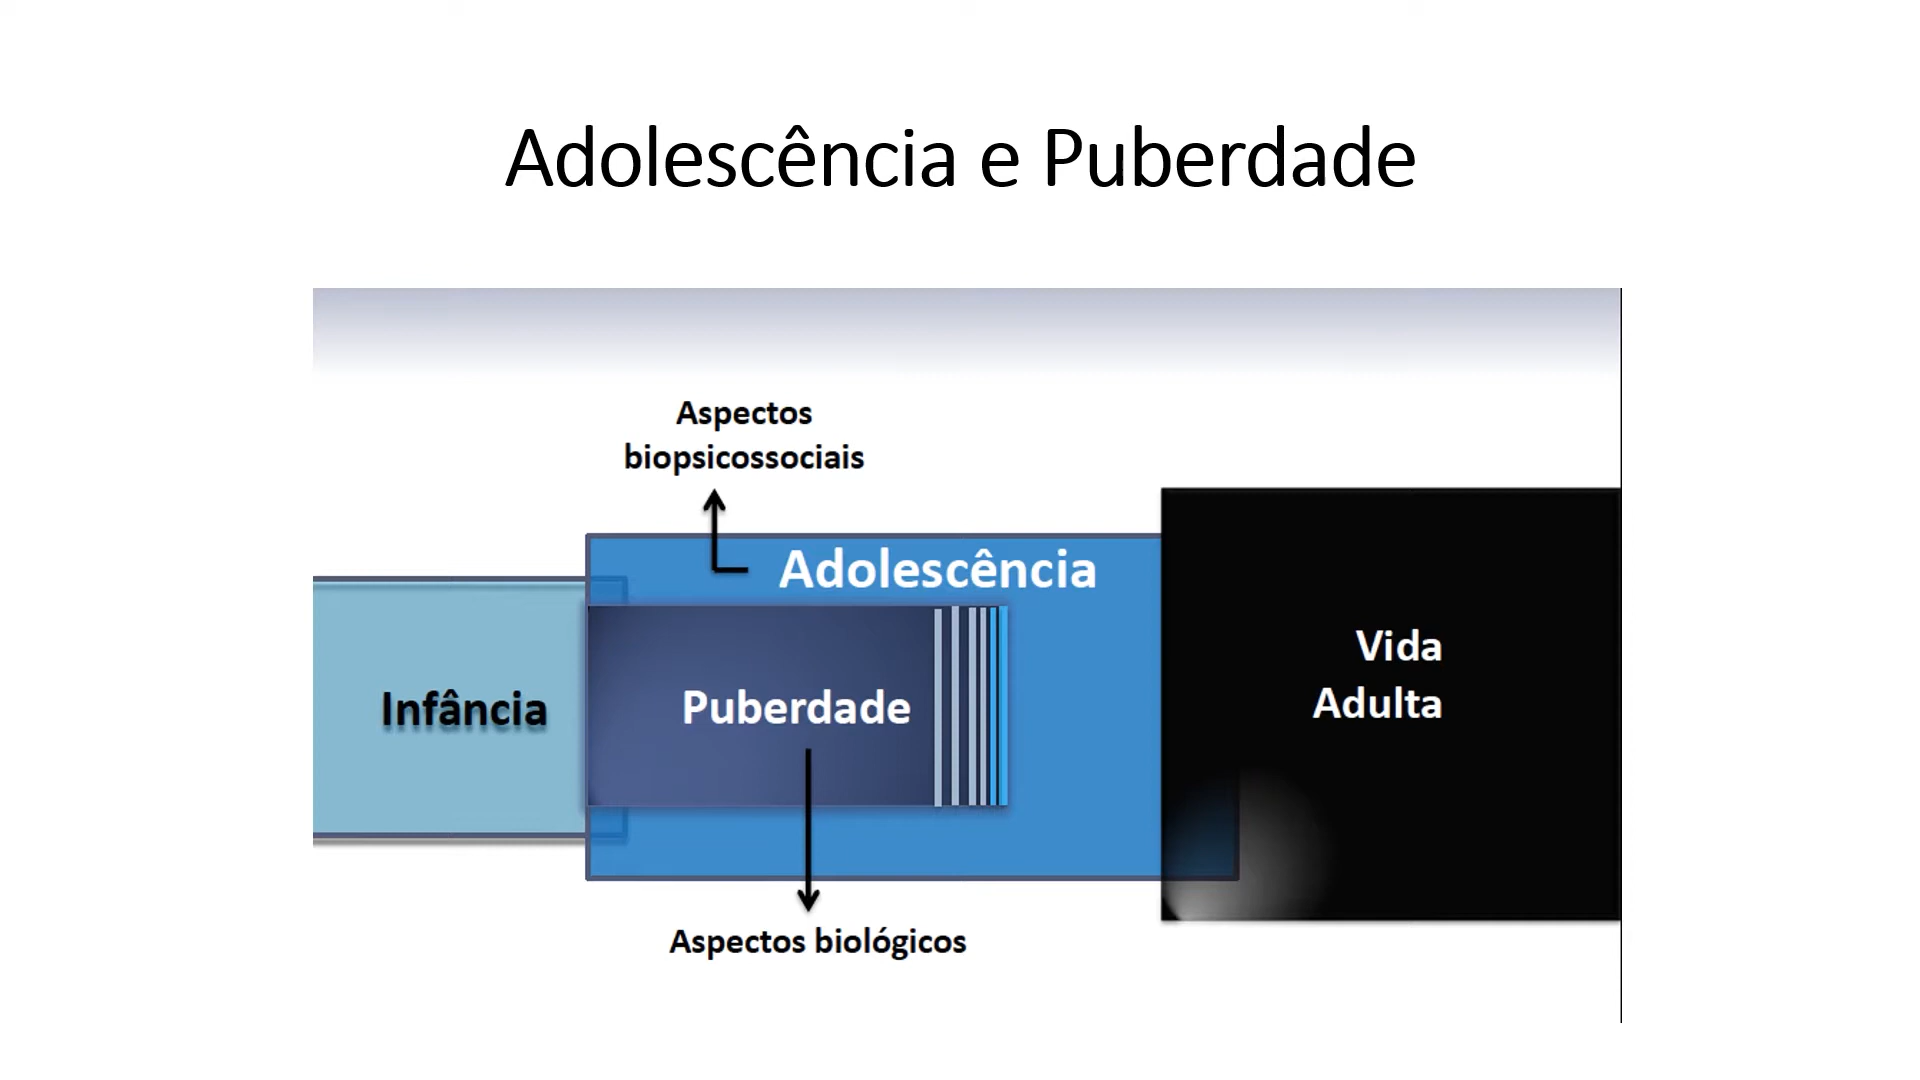 Adolescência e Puberdade
Aspectos
biopsicossociais
Adolescência
Infância
Puberdade
Vida
Adulta
Aspectos biológicos